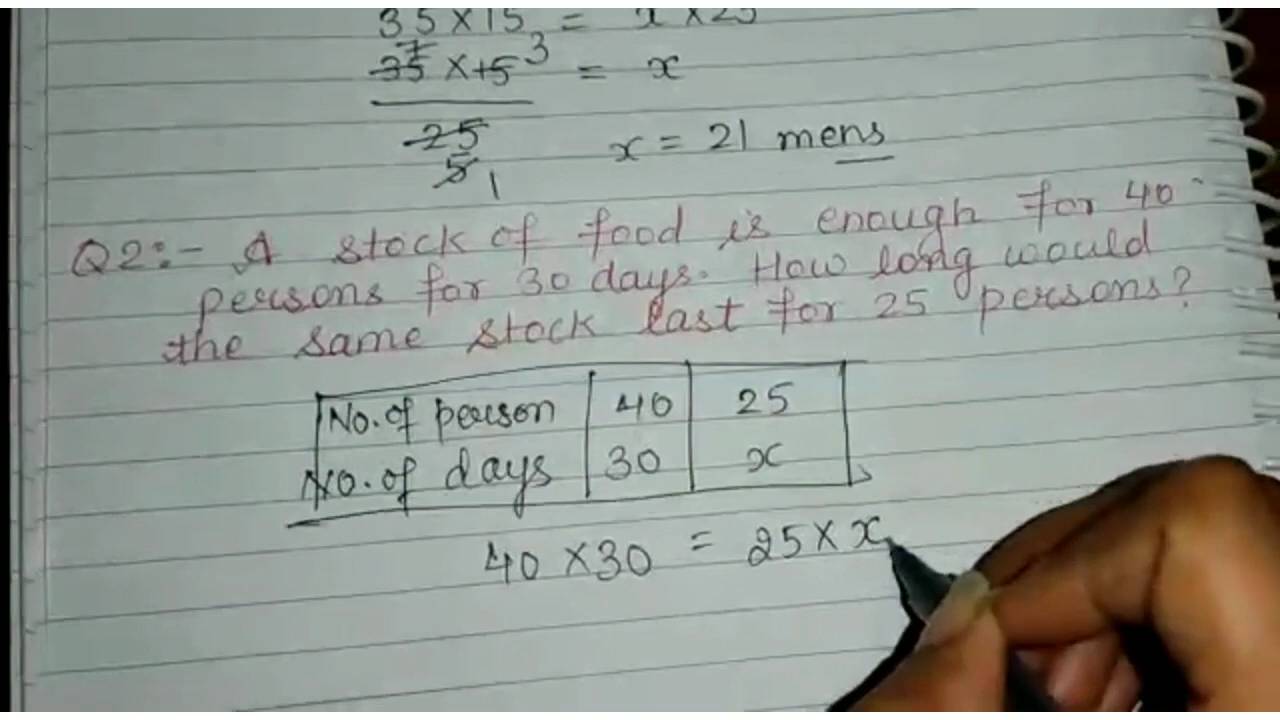 35 X 15 = x X 25
35 7 X 15 3 = x
25
5 1
x = 21 mens
Q2:- A stock of food is enough for 40
persons for 30 days. How long would
the same stock last for 25 persons?
No. of person 40 25
No. of days 30 x
40 X 30 = 25 X x